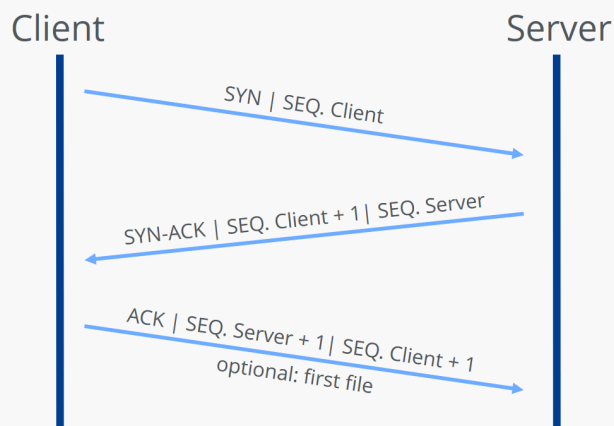 Client
Server
SYN | SEQ. Client
SYN-ACK | SEQ. Client + 1| SEQ. Server
ACK | SEQ. Server + 1| SEQ. Client + 1
optional: first file